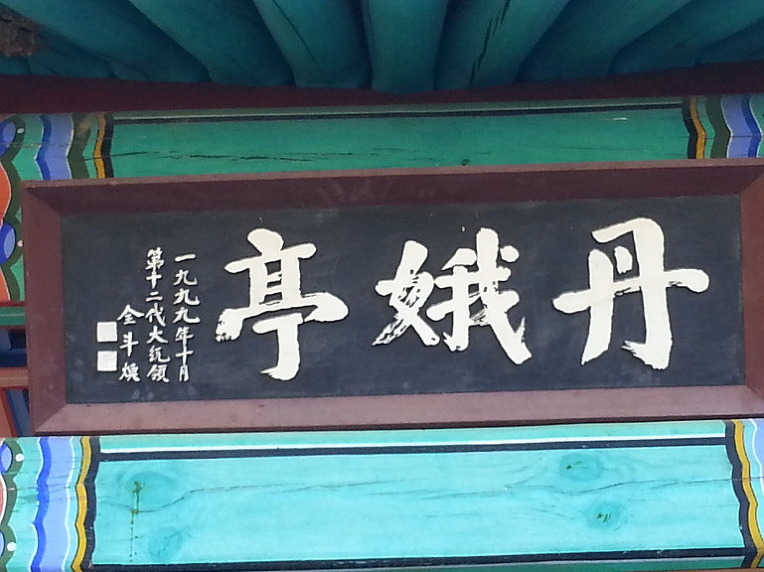 丹娥亭
一九九九年十月
第十二代大統領
全斗煥